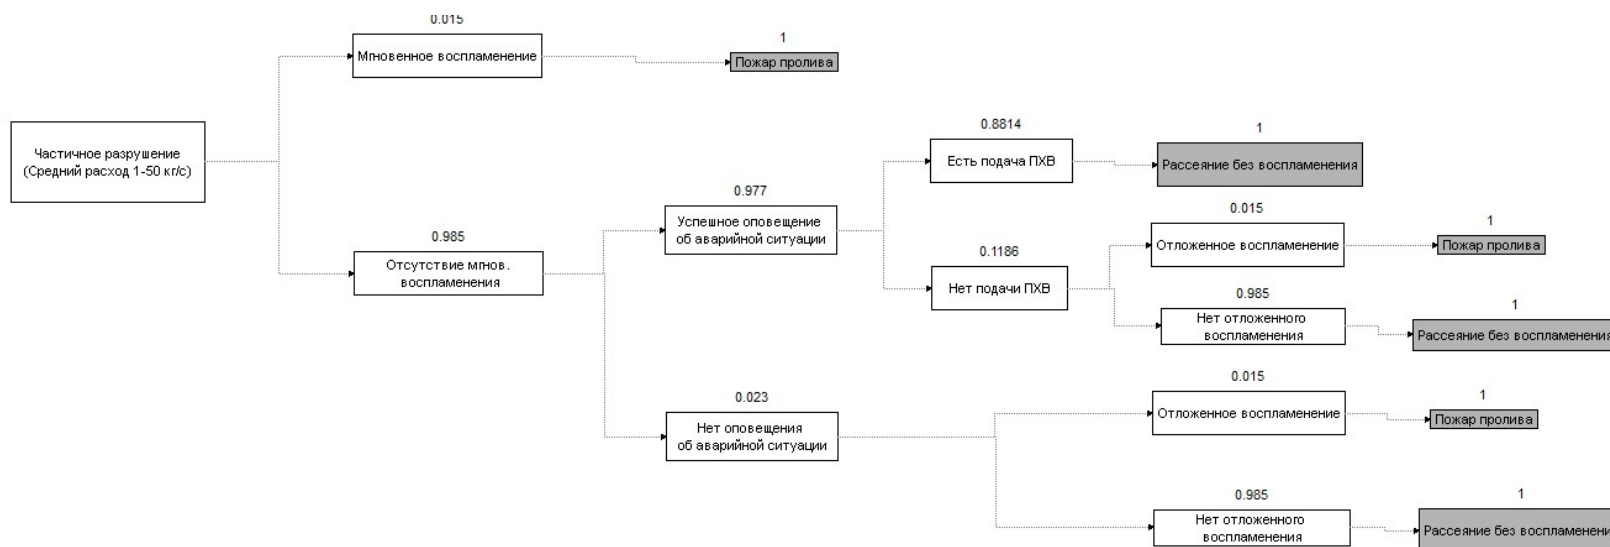 0.015
Мгновенное воспламенение
1
Пожар пролива
Частичное разрушение
(Средний расход 1-50 кг/с)
0.985
Отсутствие мгнов.
воспламенения
0.977
Успешное оповещение
об аварийной ситуации
0.8814
Есть подача ПХВ
1
Рассеяние без воспламенения
0.1186
Нет подачи ПХВ
0.015
Отложенное воспламенение
1
Пожар пролива
0.985
Нет отложенного
воспламенения
1
Рассеяние без воспламенения
0.023
Нет оповещения
об аварийной ситуации
0.015
Отложенное воспламенение
1
Пожар пролива
0.985
Нет отложенного
воспламенения
1
Рассеяние без воспламенени